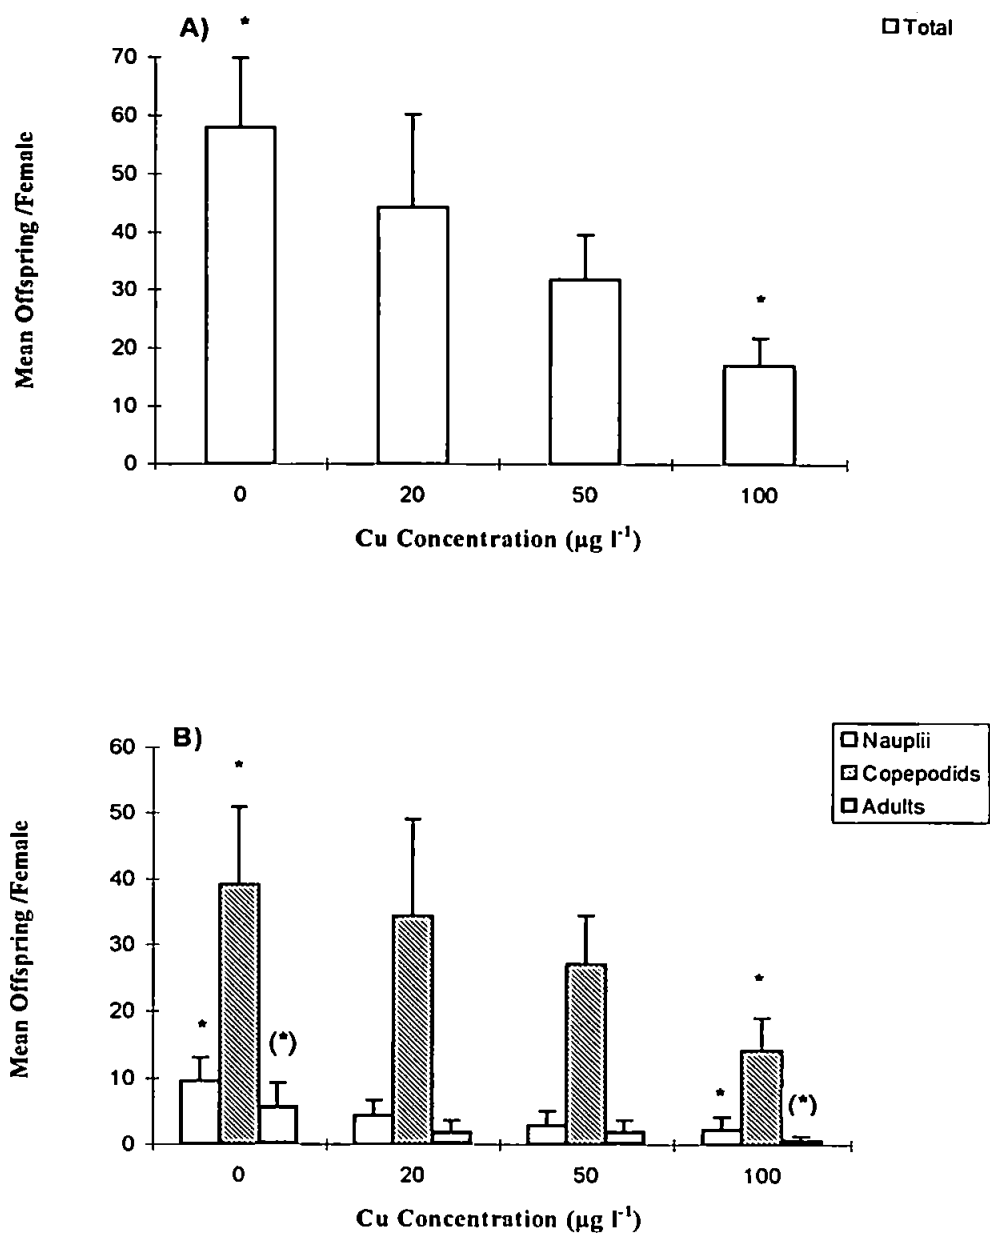 A)
*
Total
70
60
50
40
30
20
10
0
*
Mean Offspring /Female
0 20 50 100
Cu Concentration (µg l⁻¹)
B)
Nauplii
Copepodids
Adults
60
50
40
30
20
10
0
*
*
(*)
*
*
(*)
Mean Offspring /Female
0 20 50 100
Cu Concentration (µg l⁻¹)